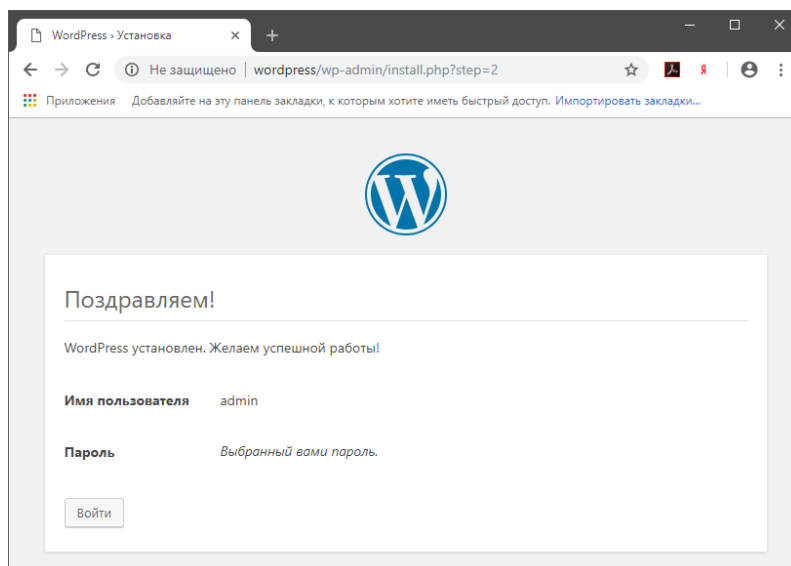 WordPress › Установка
Не защищено | wordpress/wp-admin/install.php?step=2
Я
Приложения Добавляйте на эту панель закладки, к которым хотите иметь быстрый доступ. Импортировать закладки...
W
Поздравляем!
WordPress установлен. Желаем успешной работы!
Имя пользователя admin
Пароль Выбранный вами пароль.
Войти